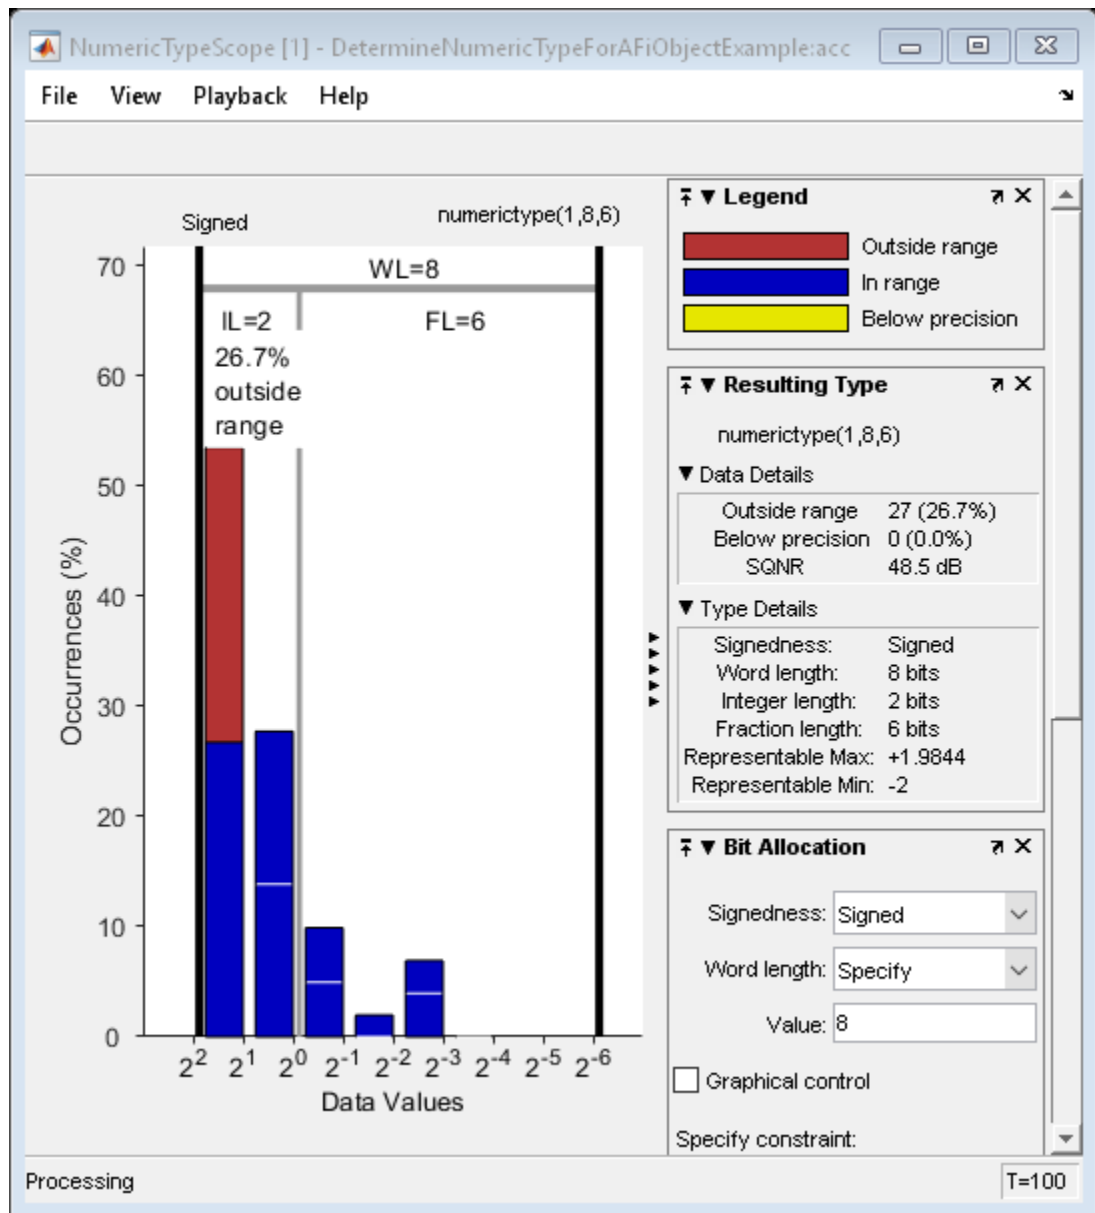 NumericTypeScope [1] - DetermineNumericTypeForAFiObjectExample:acc
File View Playback Help
Signed
numerictype(1,8,6)
WL=8
IL=2
FL=6
26.7%
outside
range
70
60
50
40
30
20
10
0
Occurrences (%)
2^2 2^1 2^0 2^-1 2^-2 2^-3 2^-4 2^-5 2^-6
Data Values
Legend
Outside range
In range
Below precision
Resulting Type
numerictype(1,8,6)
Data Details
Outside range 27 (26.7%)
Below precision 0 (0.0%)
SQNR 48.5 dB
Type Details
Signedness: Signed
Word length: 8 bits
Integer length: 2 bits
Fraction length: 6 bits
Representable Max: +1.9844
Representable Min: -2
Bit Allocation
Signedness: Signed
Word length: Specify
Value: 8
Graphical control
Specify constraint:
Processing
T=100